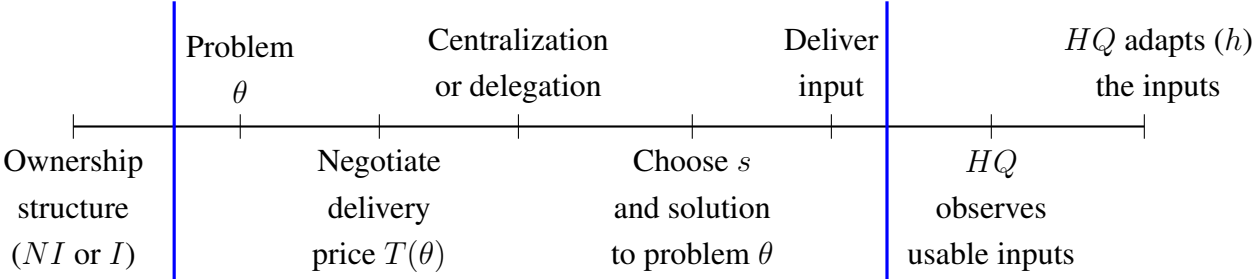 Problem
θ
Centralization
or delegation
Deliver
input
HQ adapts (h)
the inputs
Ownership
structure
(NI or I)
Negotiate
delivery
price T(θ)
Choose s
and solution
to problem θ
HQ
observes
usable inputs